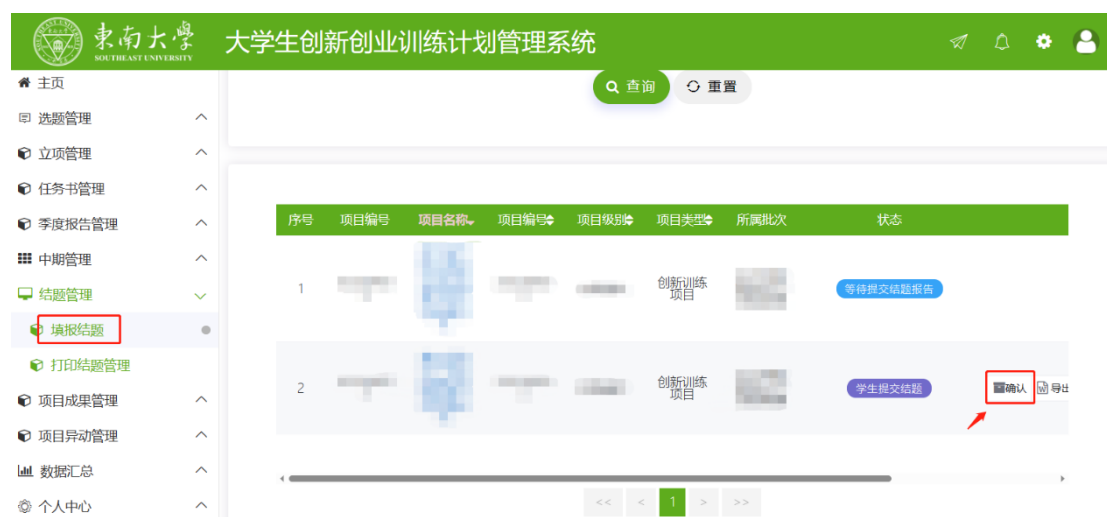 東南大學
SOUTHEAST UNIVERSITY
大学生创新创业训练计划管理系统
主页
选题管理
立项管理
任务书管理
季度报告管理
中期管理
结题管理
填报结题
打印结题管理
项目成果管理
项目异动管理
数据汇总
个人中心
查询 重置
序号 项目编号 项目名称 项目编号 项目级别 项目类型 所属批次 状态
1 创新训练
项目 等待提交结题报告
2 创新训练
项目 学生提交结题 确认 导出
<< < 1 > >>